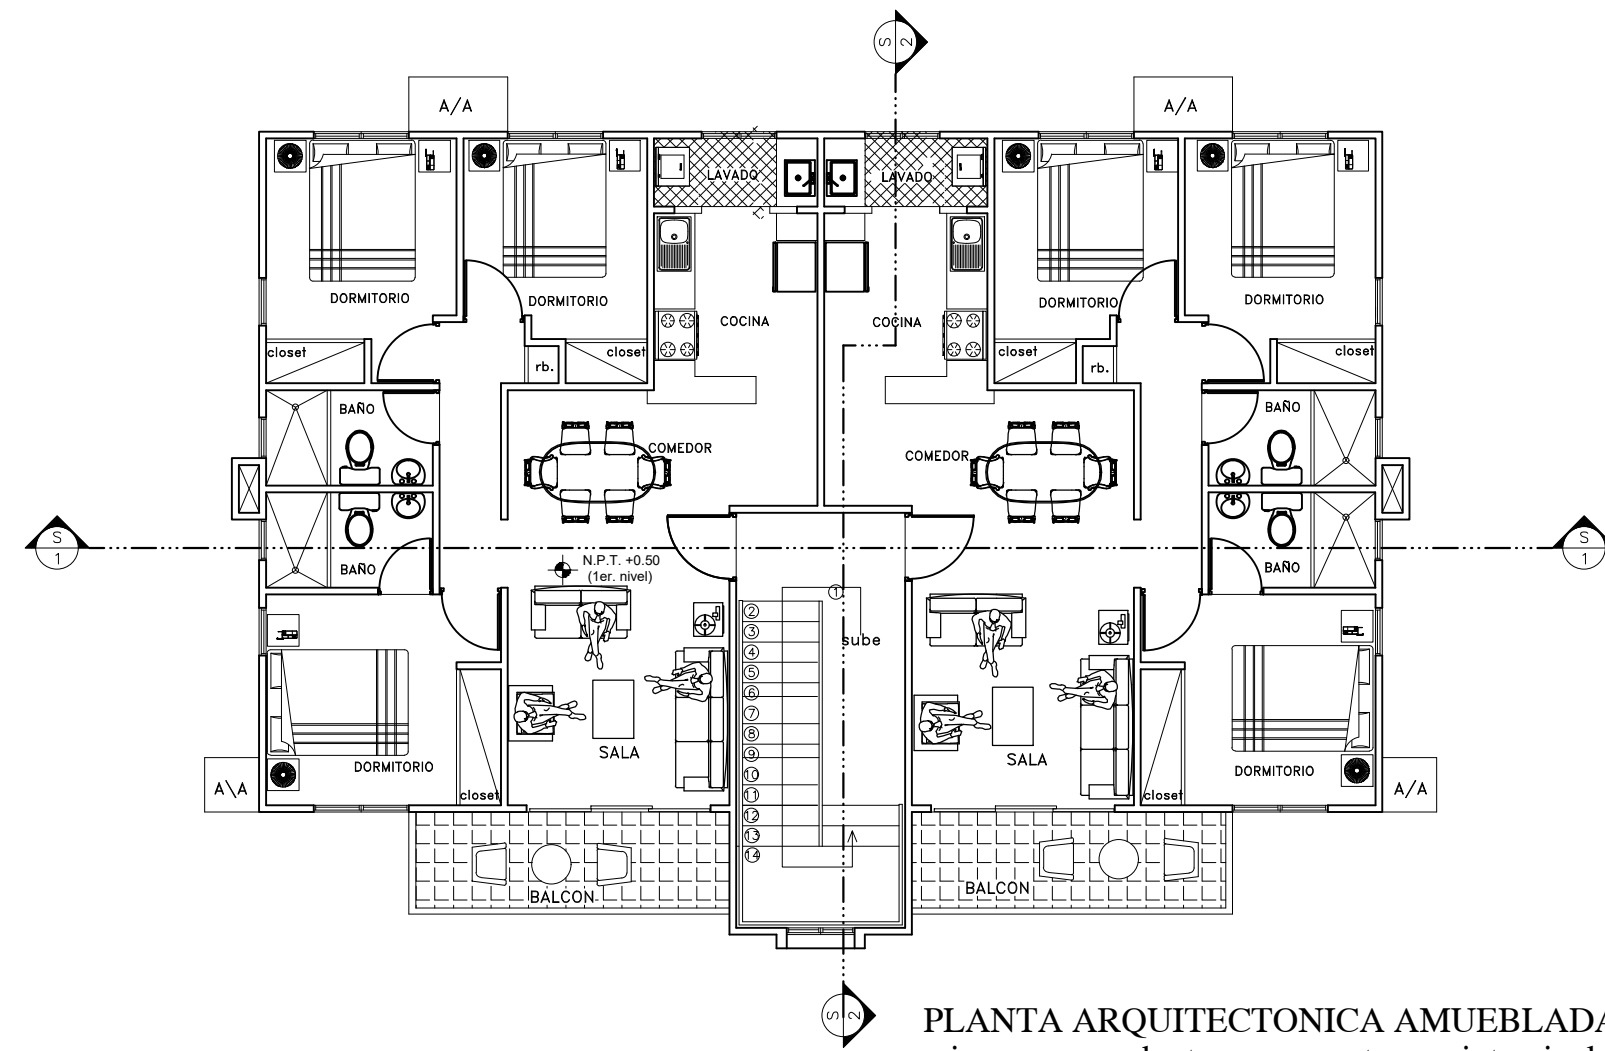 S
2
A/A
A/A
LAVADO
LAVADO
DORMITORIO
DORMITORIO
DORMITORIO
DORMITORIO
COCINA
COCINA
closet
rb.
closet
closet
rb.
closet
BAÑO
BAÑO
COMEDOR
COMEDOR
S
1
S
1
N.P.T. +0.50
(1er. nivel)
BAÑO
BAÑO
1
2
3
4
5
6
7
8
9
10
11
12
13
14
sube
SALA
SALA
DORMITORIO
DORMITORIO
A\A
A/A
closet
closet
BALCON
BALCON
S
2
PLANTA ARQUITECTONICA AMUEBLADA